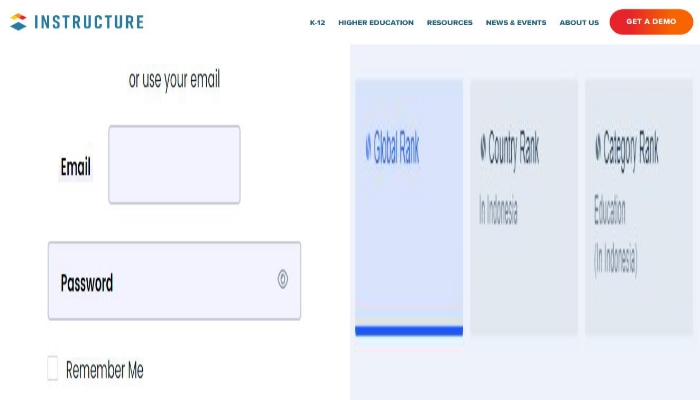 INSTRUCTURE
K-12 HIGHER EDUCATION RESOURCES NEWS & EVENTS ABOUT US GET A DEMO
or use your email
Email
Password
Remember Me
Global Rank
Country Rank
In Indonesia
Category Rank
Education
(In Indonesia)